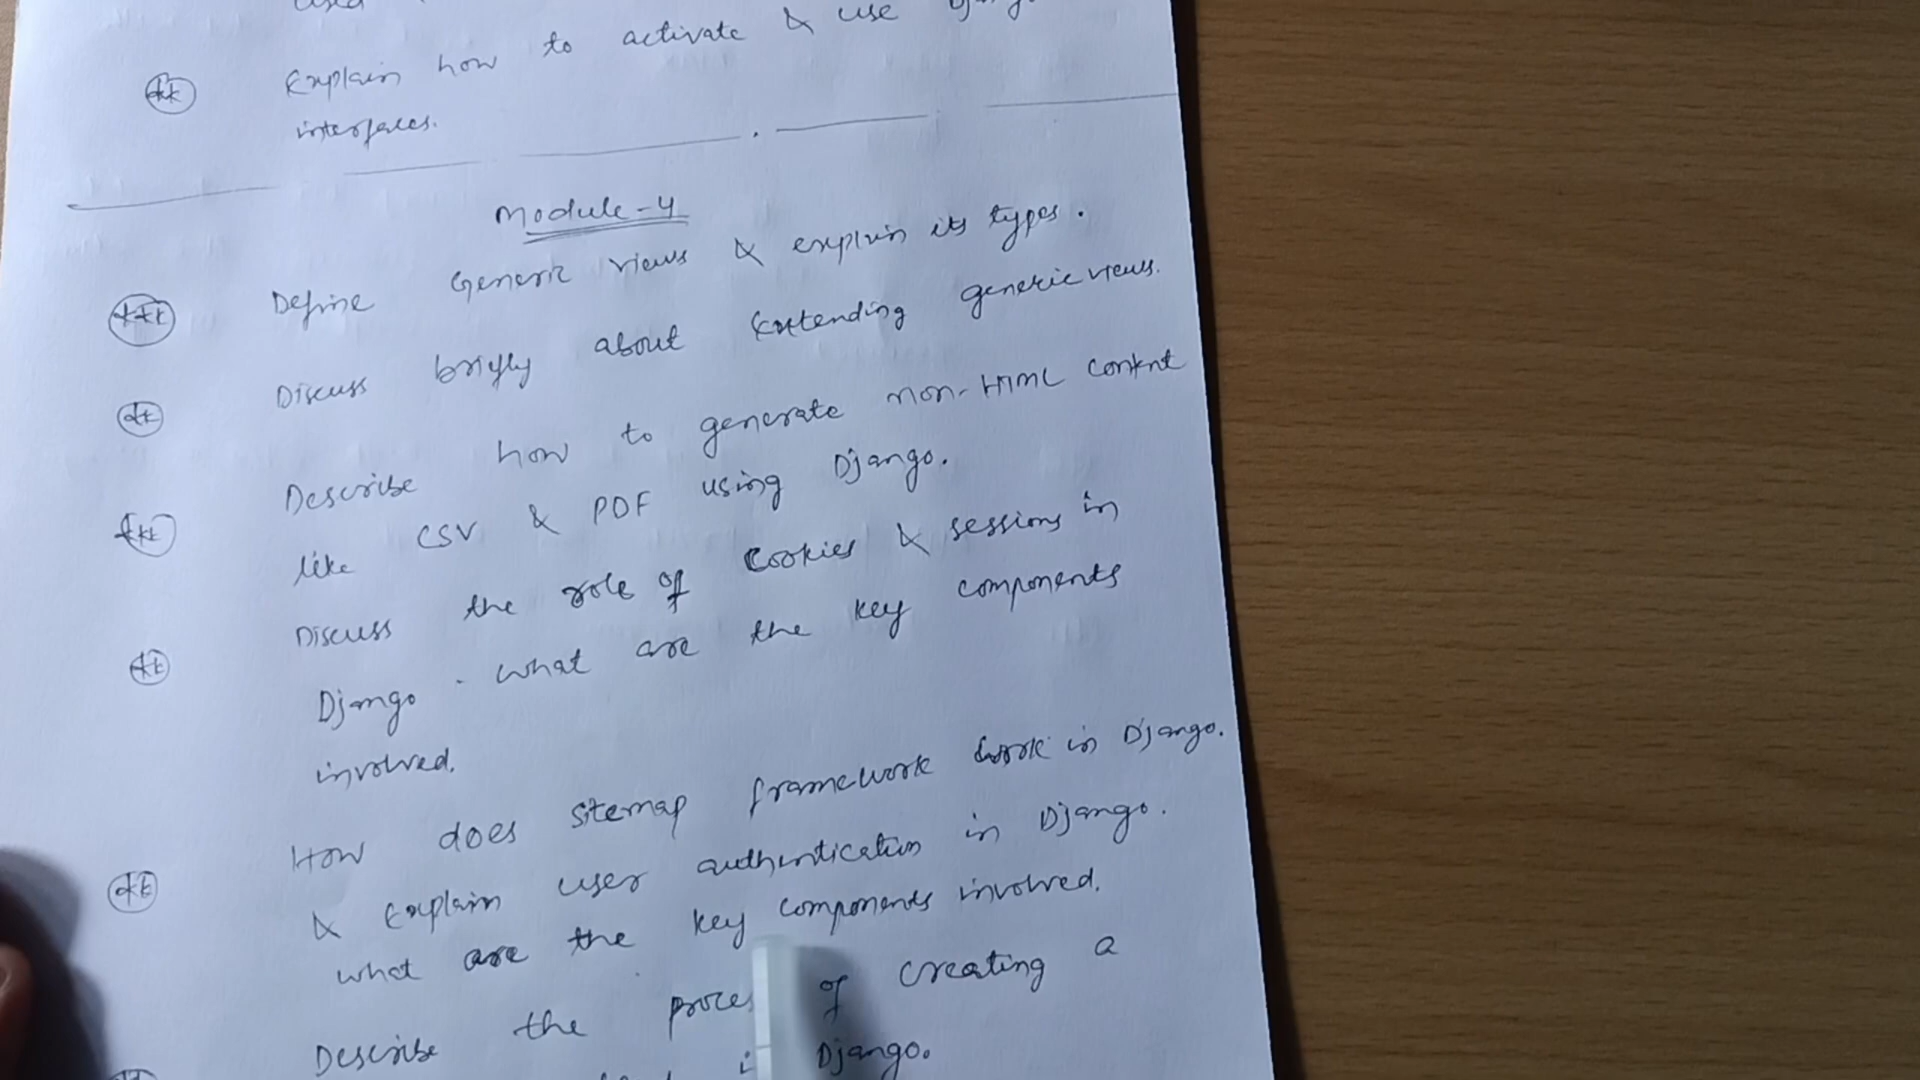 ** Explain how to activate & use
interfaces.
Module-4
*** Define Generic views & explain its types.
** Discuss briefly about Extending generic views.
*** Describe how to generate non-HTML content
like CSV & PDF using Django.
** Discuss the role of Cookies & sessions in
Django. What are the key components
involved.
** How does sitemap framework work in Django.
& Explain user authentication in Django.
what are the key components involved.
Describe the of creating a
Django.